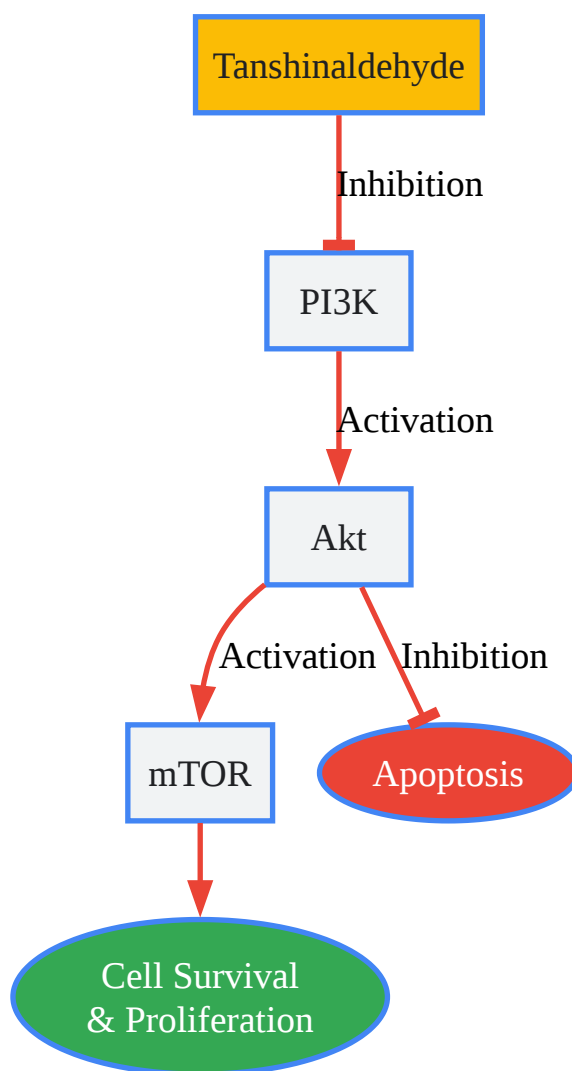 Tanshinaldehyde
Inhibition
PI3K
Activation
Akt
Activation
Inhibition
mTOR
Apoptosis
Cell Survival
& Proliferation